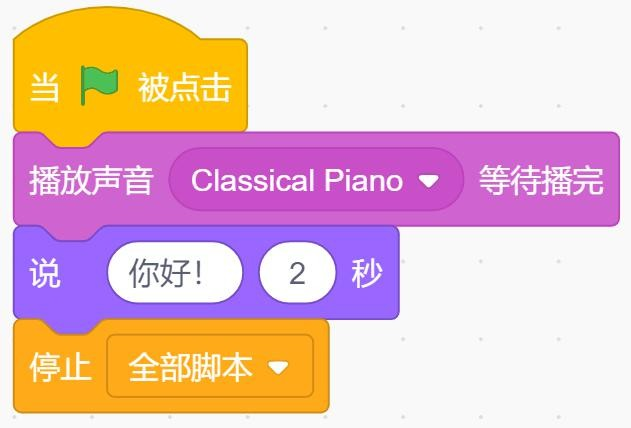 当 被点击
播放声音 Classical Piano 等待播完
说 你好！ 2 秒
停止 全部脚本